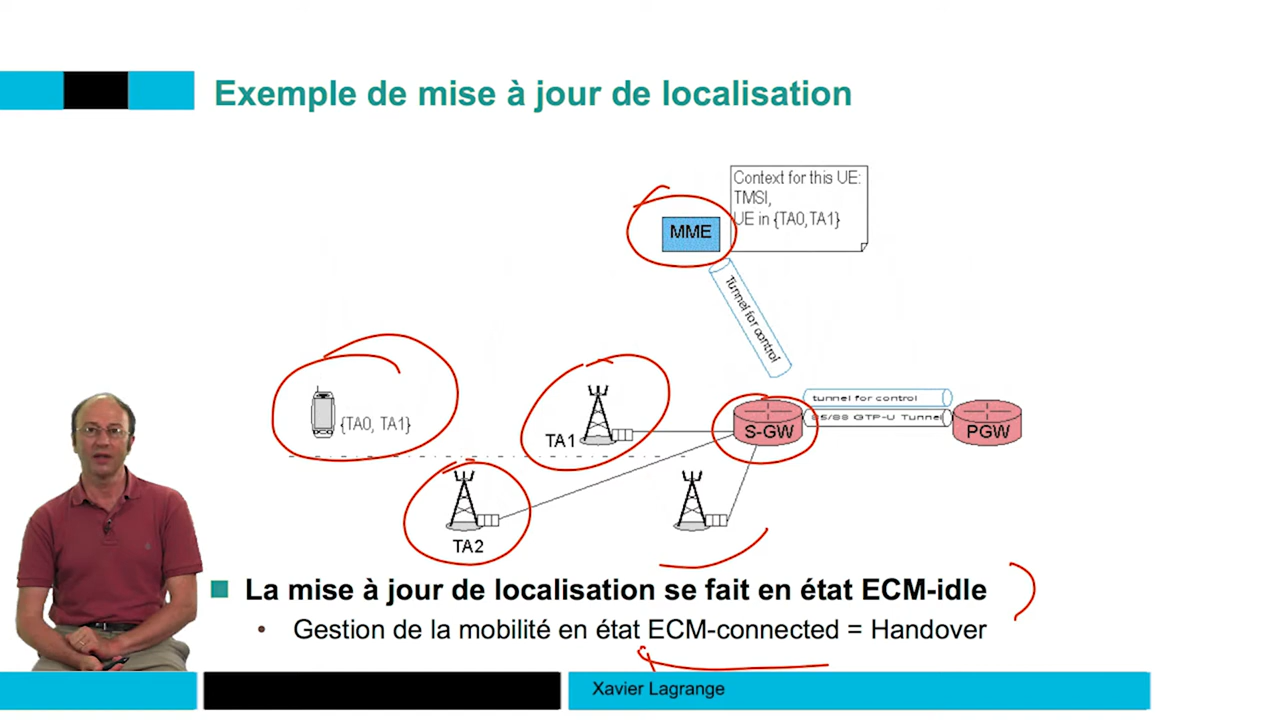 Exemple de mise à jour de localisation
Context for this UE:
TMSI,
UE in {TA0,TA1}
MME
Tunnel for control
tunnel for control
S5/S8 GTP-U Tunnel
{TA0, TA1}
TA1
S-GW
PGW
TA2
La mise à jour de localisation se fait en état ECM-idle
Gestion de la mobilité en état ECM-connected = Handover
Xavier Lagrange